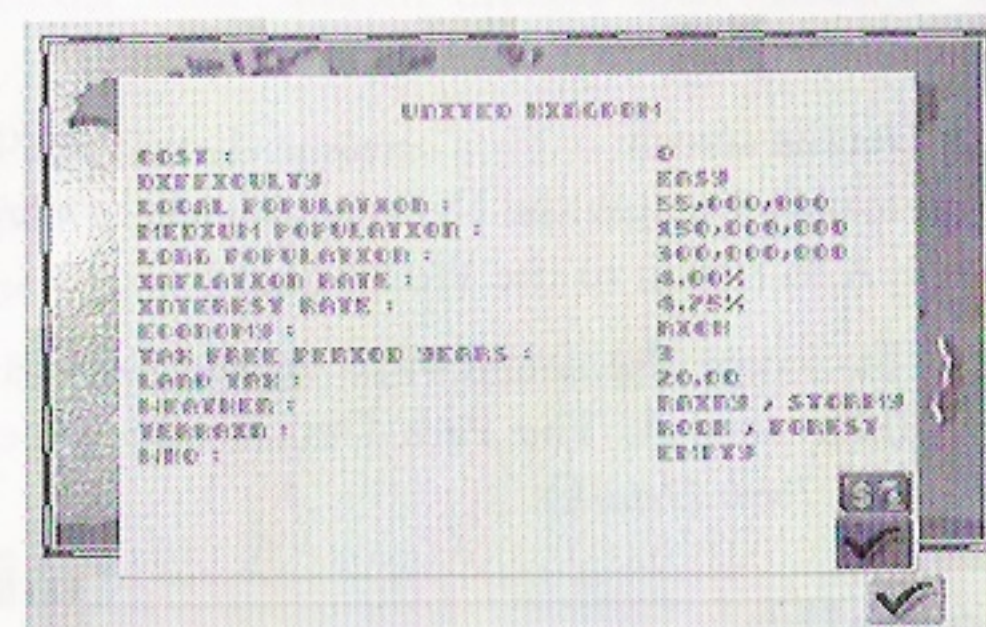 UNITED KINGDOM
COST : 0
DIFFICULTY EASY
LOCAL POPULATION : 55,000,000
MEDIUM POPULATION : 150,000,000
LONG POPULATION : 300,000,000
INFLATION RATE : 4.00%
INTEREST RATE : 4.75%
ECONOMY : RICH
TAX FREE PERIOD YEARS :
LAND TAX : 20.00
WEATHER : RAINY , STORMY
TERRAIN : ROCK , FOREST
WHO : EMPTY
$?